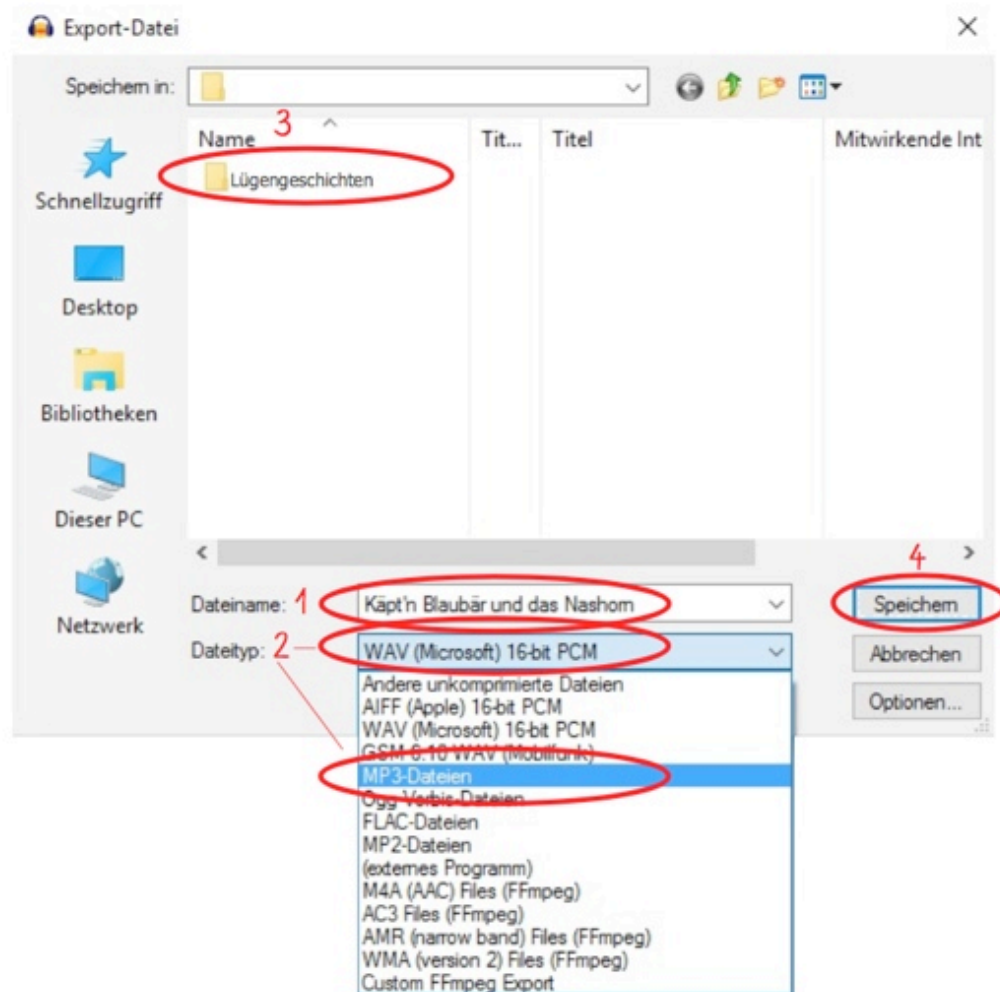 Export-Datei
Speichern in:
3
Name Tit... Titel Mitwirkende Int
Lügengeschichten
Schnellzugriff
Desktop
Bibliotheken
Dieser PC
Netzwerk
4
Dateiname: 1 Käpt'n Blaubär und das Nashorn Speichern
Dateityp: 2 WAV (Microsoft) 16-bit PCM Abbrechen
Andere unkomprimierte Dateien
AIFF (Apple) 16-bit PCM Optionen...
WAV (Microsoft) 16-bit PCM
GSM 6.10 WAV (Mobilfunk)
MP3-Dateien
Ogg Vorbis-Dateien
FLAC-Dateien
MP2-Dateien
(externes Programm)
M4A (AAC) Files (FFmpeg)
AC3 Files (FFmpeg)
AMR (narrow band) Files (FFmpeg)
WMA (version 2) Files (FFmpeg)
Custom FFmpeg Export